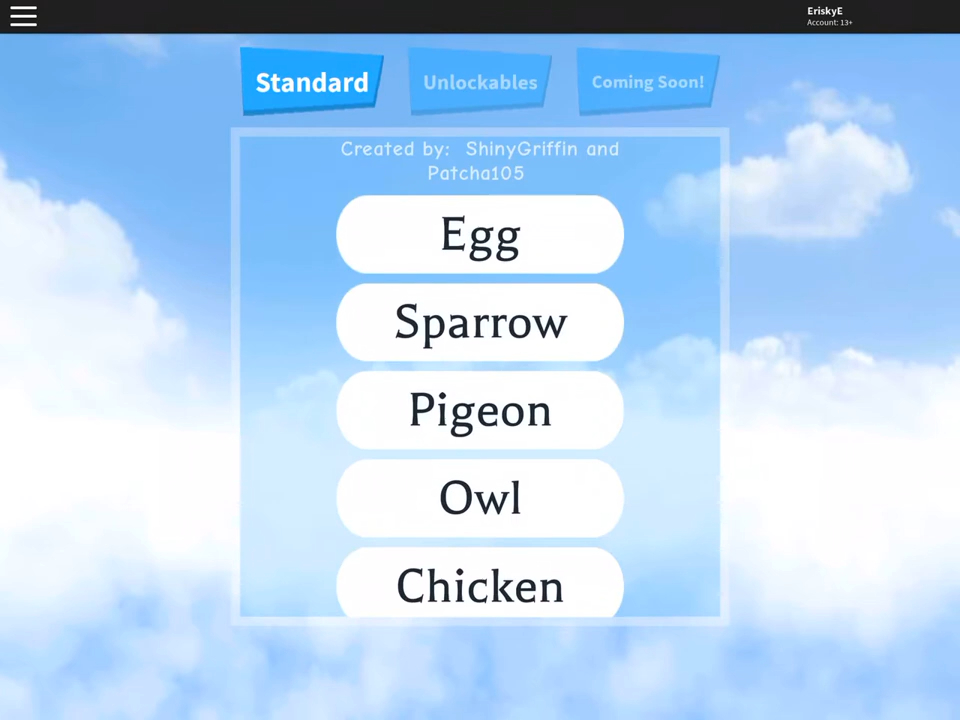 EriskyE
Account: 13+
Standard
Unlockables
Coming Soon!
Created by: ShinyGriffin and
Patcha105
Egg
Sparrow
Pigeon
Owl
Chicken